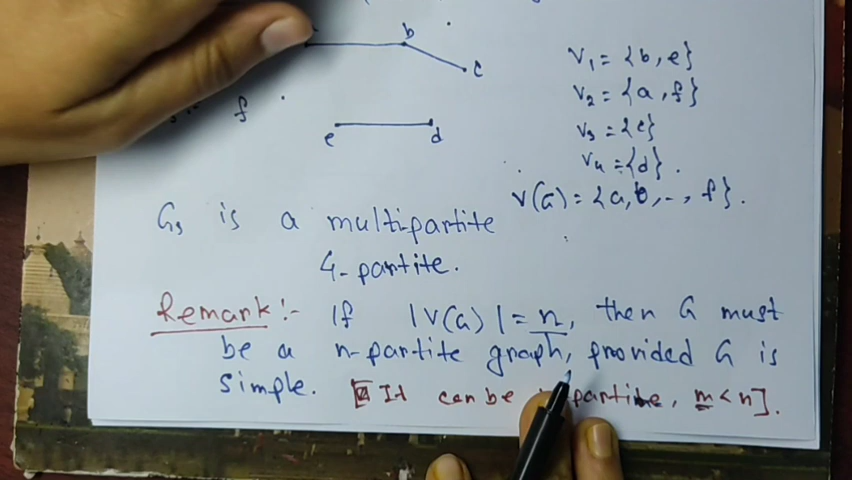 b
c
f
e d
V₁ = {b, e}
V₂ = {a, f}
V₃ = {c}
V₄ = {d}.
V(G) = {a, b, .., f}.
G₃ is a multipartite
4-partite.
Remark :- If |V(G)| = n, then G must
be a n-partite graph, provided G is
simple. [ It can be partite, m < n].